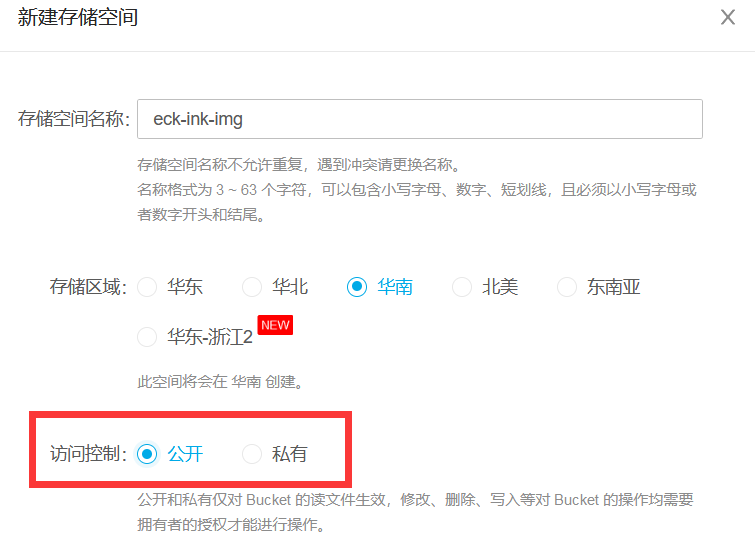 新建存储空间
存储空间名称: eck-ink-img
存储空间名称不允许重复，遇到冲突请更换名称。
名称格式为 3 ~ 63 个字符，可以包含小写字母、数字、短划线，且必须以小写字母或
者数字开头和结尾。
存储区域: 华东 华北 华南 北美 东南亚
华东-浙江2 NEW
此空间将会在 华南 创建。
访问控制: 公开 私有
公开和私有仅对 Bucket 的读文件生效，修改、删除、写入等对 Bucket 的操作均需要
拥有者的授权才能进行操作。